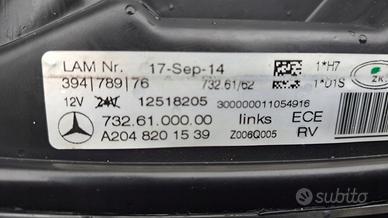 LAM Nr. 17-Sep-14 1*H7
394|789|76 732.61/62 1*D1S
12V 24V 12518205 300000011054916
732.61.000.00 links ECE
A204 820 15 39 Z006Q005 RV
ZK
subito